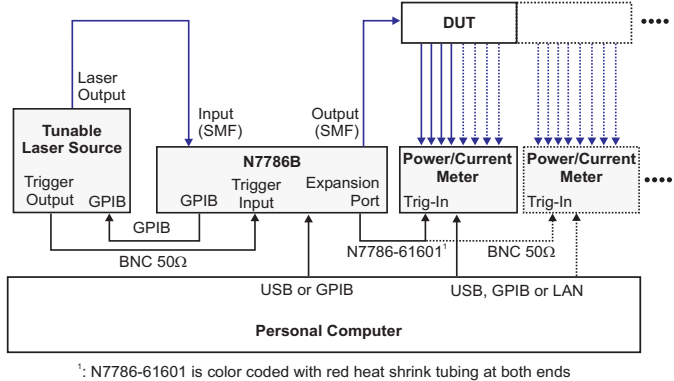 DUT
Laser
Output
Input
(SMF)
Output
(SMF)
Tunable
Laser Source
Trigger
Output
GPIB
N7786B
GPIB
Trigger
Input
Expansion
Port
Power/Current
Meter
Trig-In
Power/Current
Meter
Trig-In
GPIB
BNC 50Ω
N7786-61601¹
BNC 50Ω
USB or GPIB
USB, GPIB or LAN
Personal Computer
¹: N7786-61601 is color coded with red heat shrink tubing at both ends